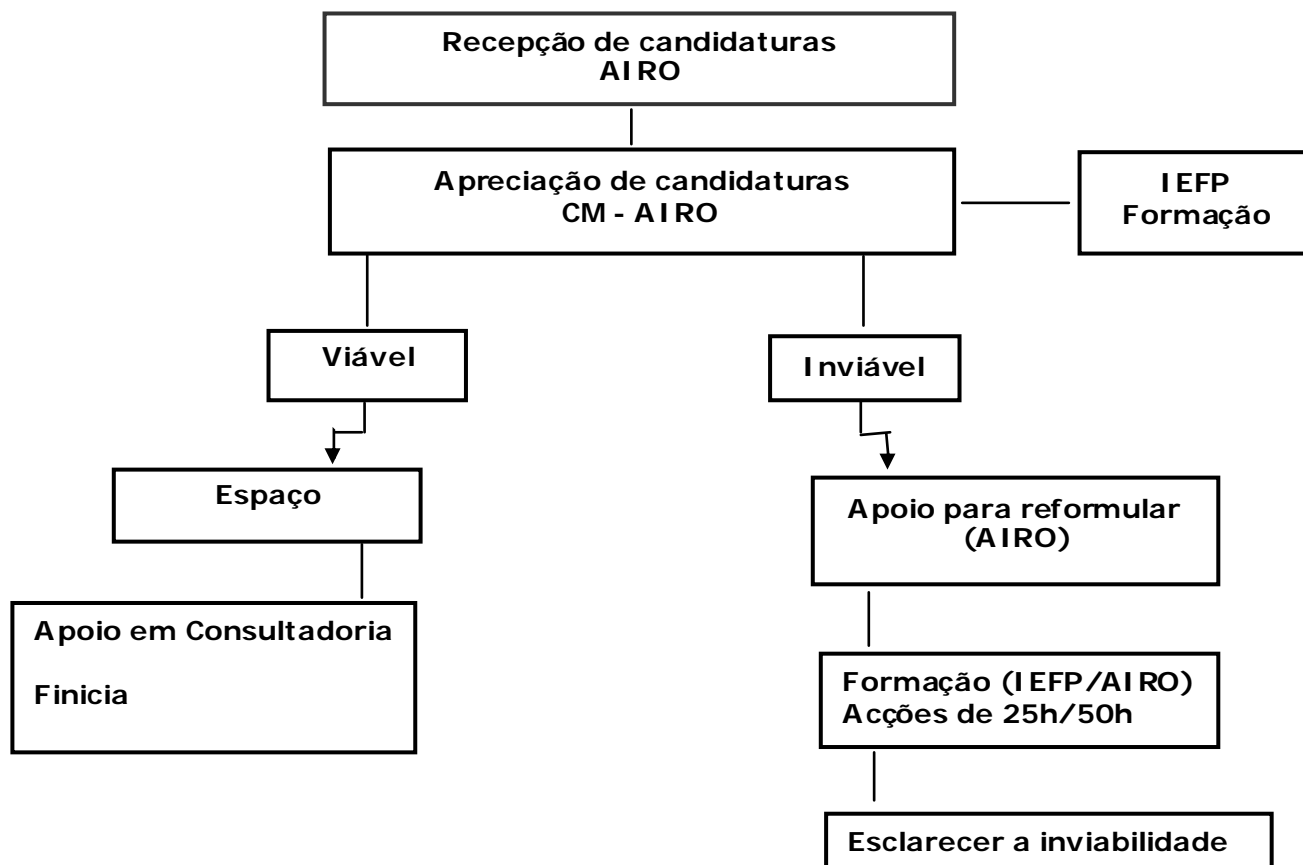 Recepção de candidaturas
AIRO
Apreciação de candidaturas
CM - AIRO
IEFP
Formação
Viável
Inviável
Espaço
Apoio para reformular
(AIRO)
Apoio em Consultadoria
Finicia
Formação (IEFP/AIRO)
Acções de 25h/50h
Esclarecer a inviabilidade